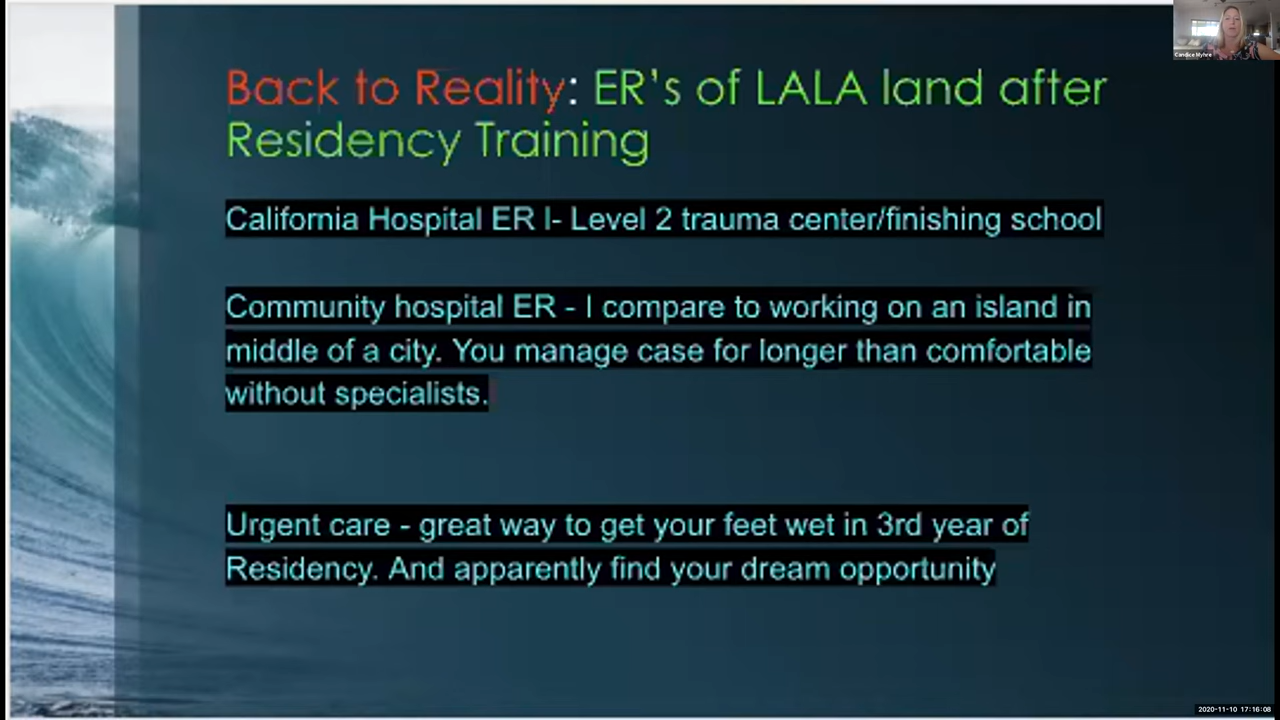 Back to Reality: ER's of LALA land after
Residency Training
California Hospital ER I- Level 2 trauma center/finishing school
Community hospital ER - I compare to working on an island in
middle of a city. You manage case for longer than comfortable
without specialists.
Urgent care - great way to get your feet wet in 3rd year of
Residency. And apparently find your dream opportunity
Candice Myhre
2020-11-10 17:16:08